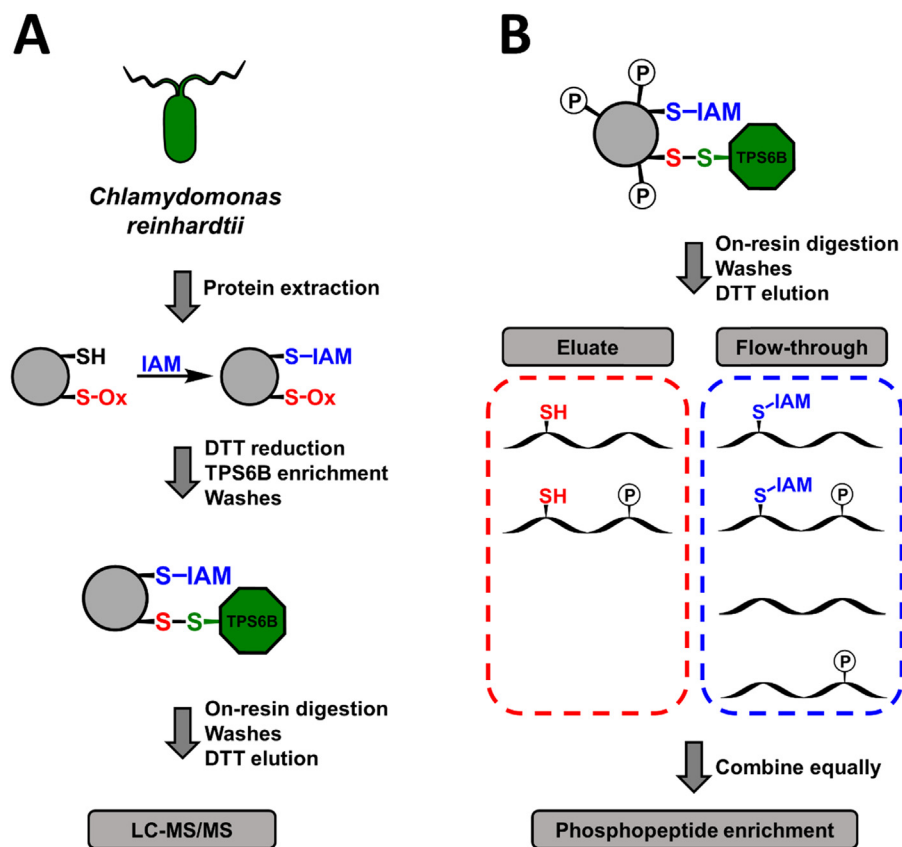 A
Chlamydomonas
reinhardtii
Protein extraction
SH
S-Ox
IAM
S-IAM
S-Ox
DTT reduction
TPS6B enrichment
Washes
S-IAM
S-S
TPS6B
On-resin digestion
Washes
DTT elution
LC-MS/MS
B
P
P
P
S-IAM
S-S
TPS6B
On-resin digestion
Washes
DTT elution
Eluate
Flow-through
SH
SH
P
S-IAM
S-IAM
P
P
Combine equally
Phosphopeptide enrichment